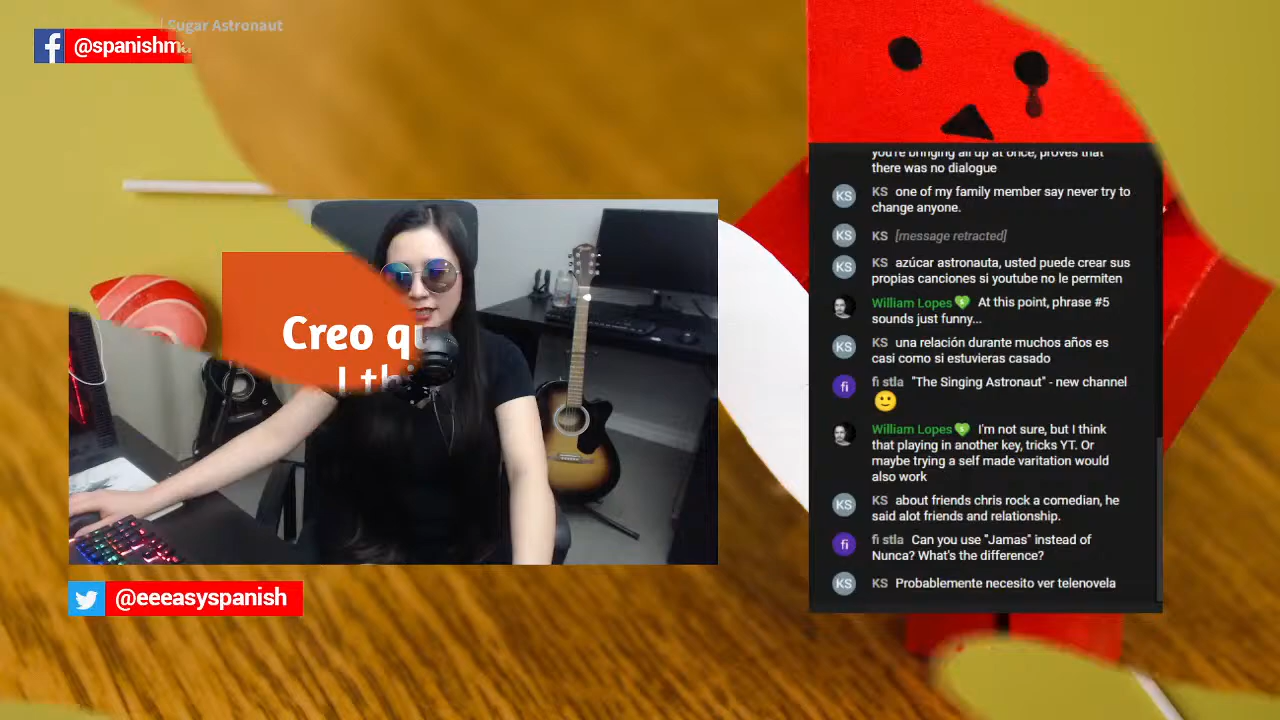 Sugar Astronaut
@spanishm
Creo qu
I thi
@eeeasyspanish
you're bringing all up at once, proves that
there was no dialogue
KS one of my family member say never try to
change anyone.
KS [message retracted]
KS azúcar astronauta, usted puede crear sus
propias canciones si youtube no le permiten
William Lopes At this point, phrase #5
sounds just funny...
KS una relación durante muchos años es
casi como si estuvieras casado
fi stla "The Singing Astronaut" - new channel
William Lopes I'm not sure, but I think
that playing in another key, tricks YT. Or
maybe trying a self made varitation would
also work
KS about friends chris rock a comedian, he
said alot friends and relationship.
fi stla Can you use "Jamas" instead of
Nunca? What's the difference?
KS Probablemente necesito ver telenovela